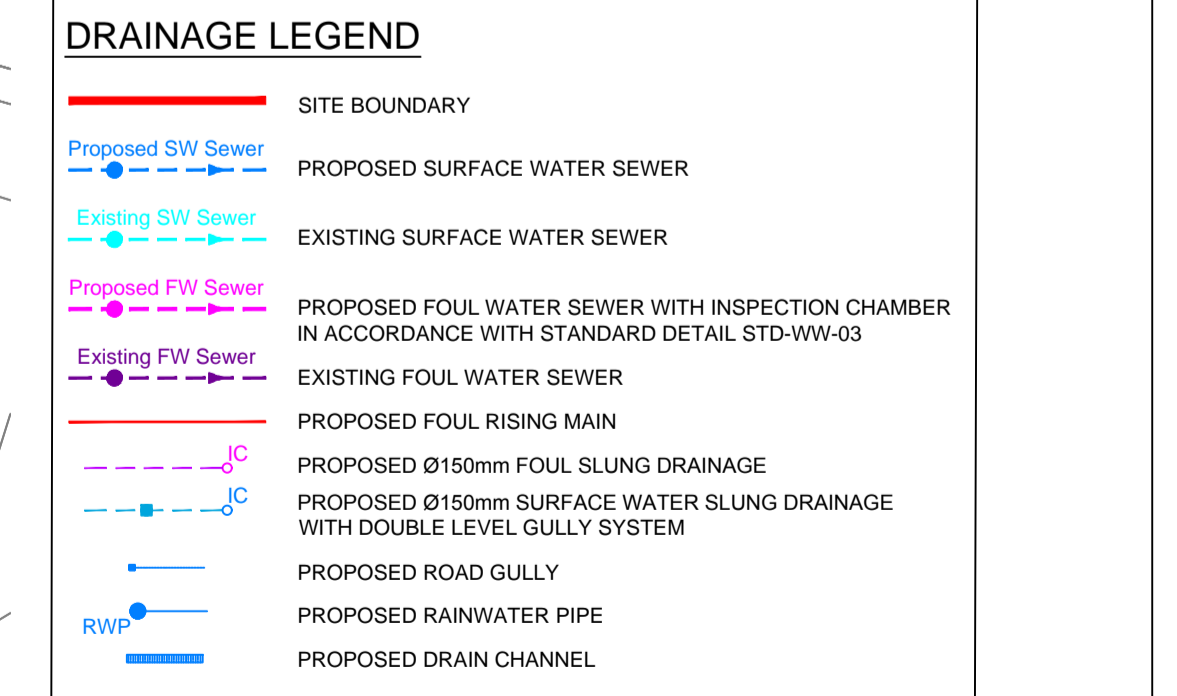 DRAINAGE LEGEND
SITE BOUNDARY
Proposed SW Sewer
PROPOSED SURFACE WATER SEWER
Existing SW Sewer
EXISTING SURFACE WATER SEWER
Proposed FW Sewer
PROPOSED FOUL WATER SEWER WITH INSPECTION CHAMBER
IN ACCORDANCE WITH STANDARD DETAIL STD-WW-03
Existing FW Sewer
EXISTING FOUL WATER SEWER
PROPOSED FOUL RISING MAIN
IC
PROPOSED Ø150mm FOUL SLUNG DRAINAGE
IC
PROPOSED Ø150mm SURFACE WATER SLUNG DRAINAGE
WITH DOUBLE LEVEL GULLY SYSTEM
PROPOSED ROAD GULLY
RWP
PROPOSED RAINWATER PIPE
PROPOSED DRAIN CHANNEL